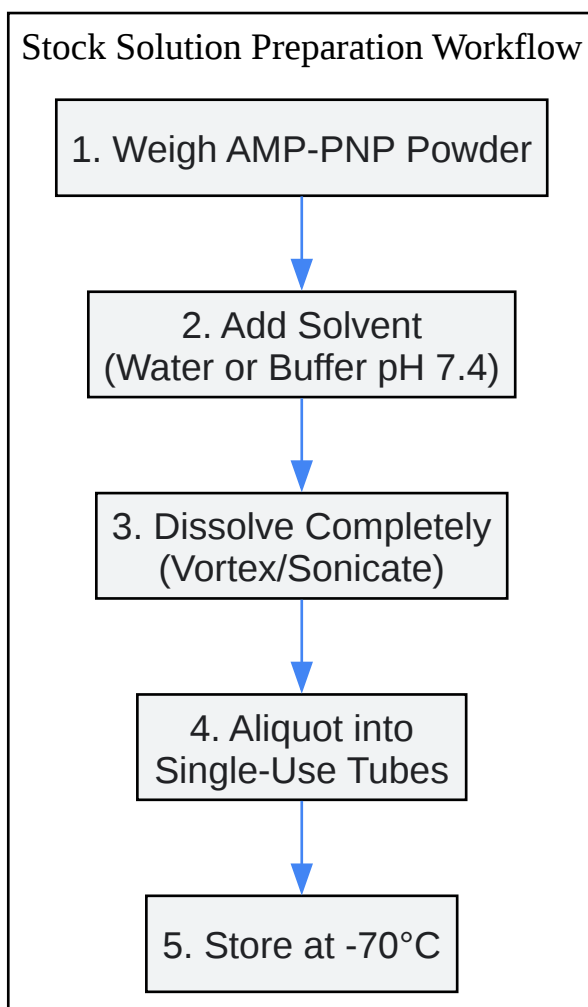 Stock Solution Preparation Workflow
1. Weigh AMP-PNP Powder
2. Add Solvent
(Water or Buffer pH 7.4)
3. Dissolve Completely
(Vortex/Sonicate)
4. Aliquot into
Single-Use Tubes
5. Store at -70°C